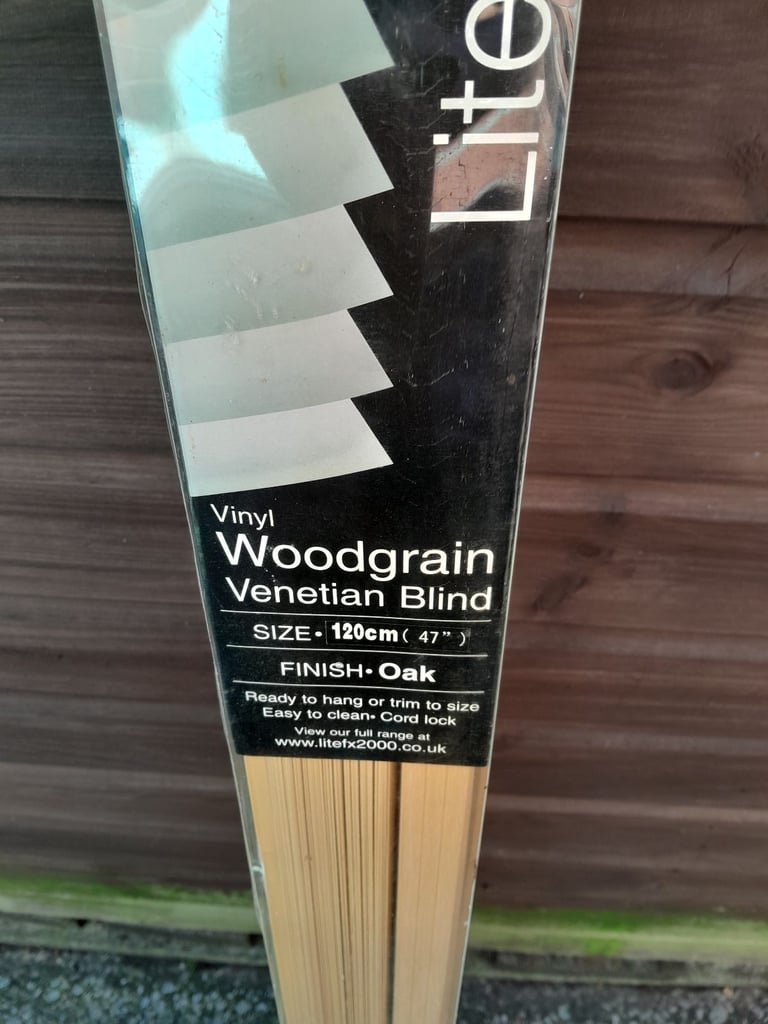 Lite
Vinyl
Woodgrain
Venetian Blind
SIZE• 120cm ( 47" )
FINISH• Oak
Ready to hang or trim to size
Easy to clean• Cord lock
View our full range at
www.litefx2000.co.uk